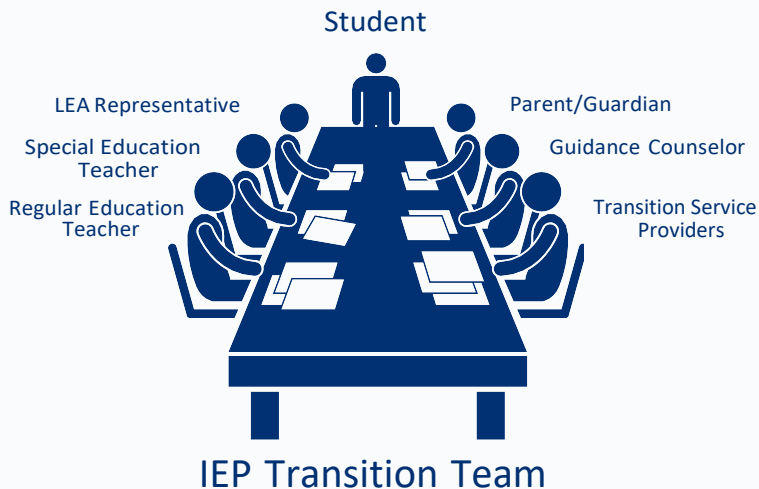 Student
LEA Representative
Parent/Guardian
Special Education
Teacher
Guidance Counselor
Regular Education
Teacher
Transition Service
Providers
IEP Transition Team